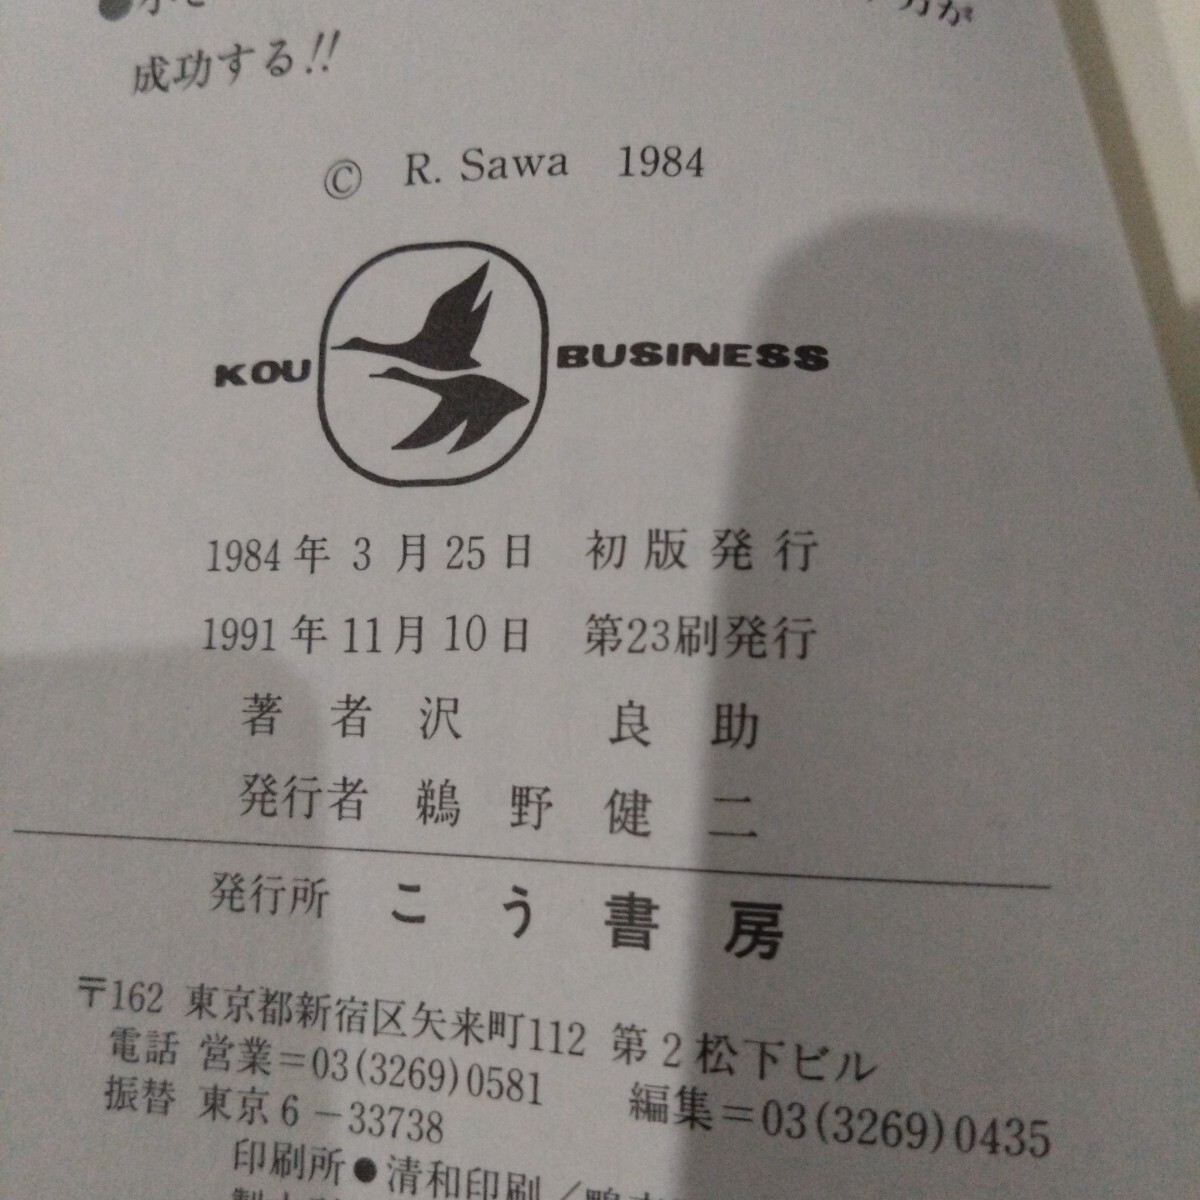 方が
成功する!!
© R. Sawa 1984
KOU BUSINESS
1984年3月25日 初版発行
1991年11月10日 第23刷発行
著者 沢 良助
発行者 鵜野健二
発行所 こう書房
〒162 東京都新宿区矢来町112 第2松下ビル
電話 営業=03(3269)0581 編集=03(3269)0435
振替 東京6-33738
印刷所●清和印刷/